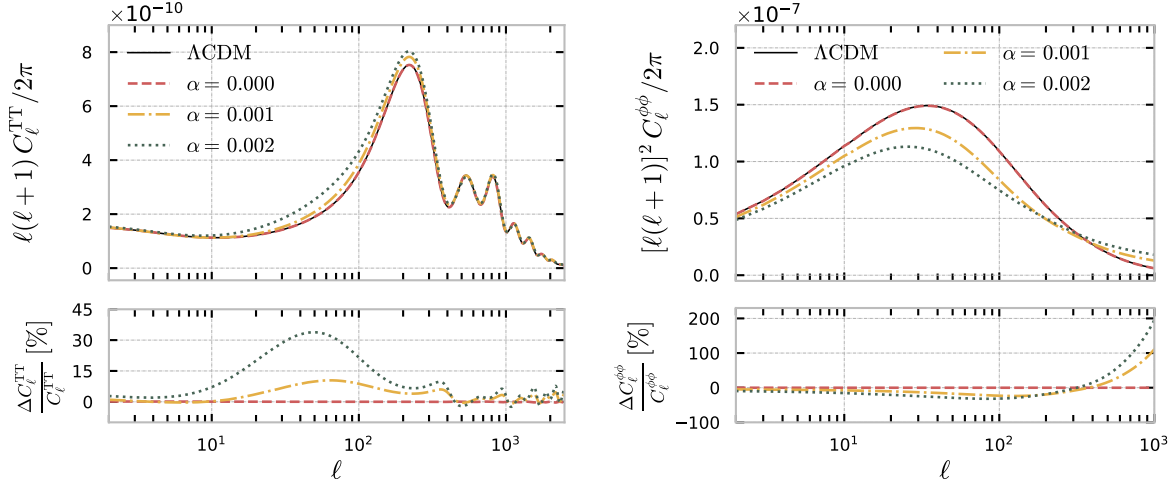 ×10⁻¹⁰
ℓ(ℓ + 1) C_ℓ^TT/2π
8
6
4
2
0
ΛCDM
α = 0.000
α = 0.001
α = 0.002
ΔC_ℓ^TT/C_ℓ^TT [%]
45
30
15
0
10¹ 10² 10³
ℓ
×10⁻⁷
[ℓ(ℓ + 1)]² C_ℓ^ϕϕ/2π
2.0
1.5
1.0
0.5
0.0
ΛCDM α = 0.001
α = 0.000 α = 0.002
ΔC_ℓ^ϕϕ/C_ℓ^ϕϕ [%]
200
100
0
−100
10¹ 10² 10³
ℓ